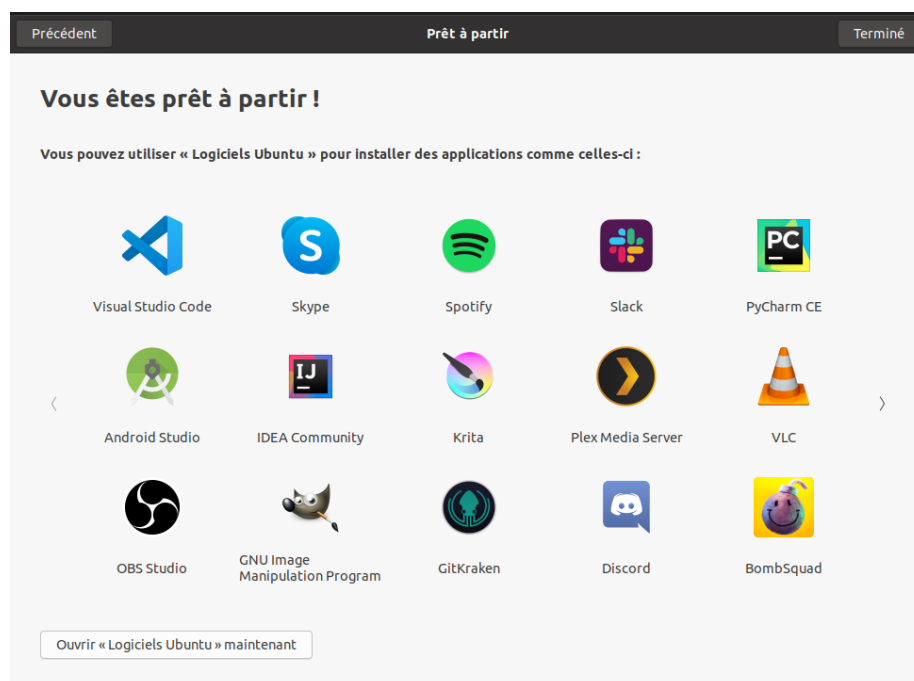 Précédent
Prêt à partir
Terminé
Vous êtes prêt à partir !
Vous pouvez utiliser « Logiciels Ubuntu » pour installer des applications comme celles-ci :
S
PC
Visual Studio Code
Skype
Spotify
Slack
PyCharm CE
IJ
Android Studio
IDEA Community
Krita
Plex Media Server
VLC
OBS Studio
GNU Image
Manipulation Program
GitKraken
Discord
BombSquad
Ouvrir « Logiciels Ubuntu » maintenant